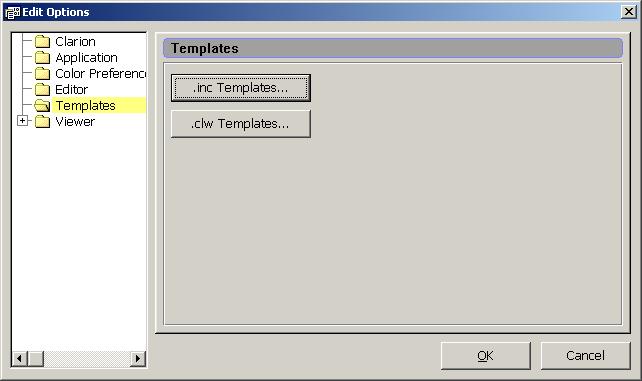 Edit Options
Clarion
Application
Color Preferenc
Editor
Templates
Viewer
Templates
.inc Templates...
.clw Templates...
OK
Cancel